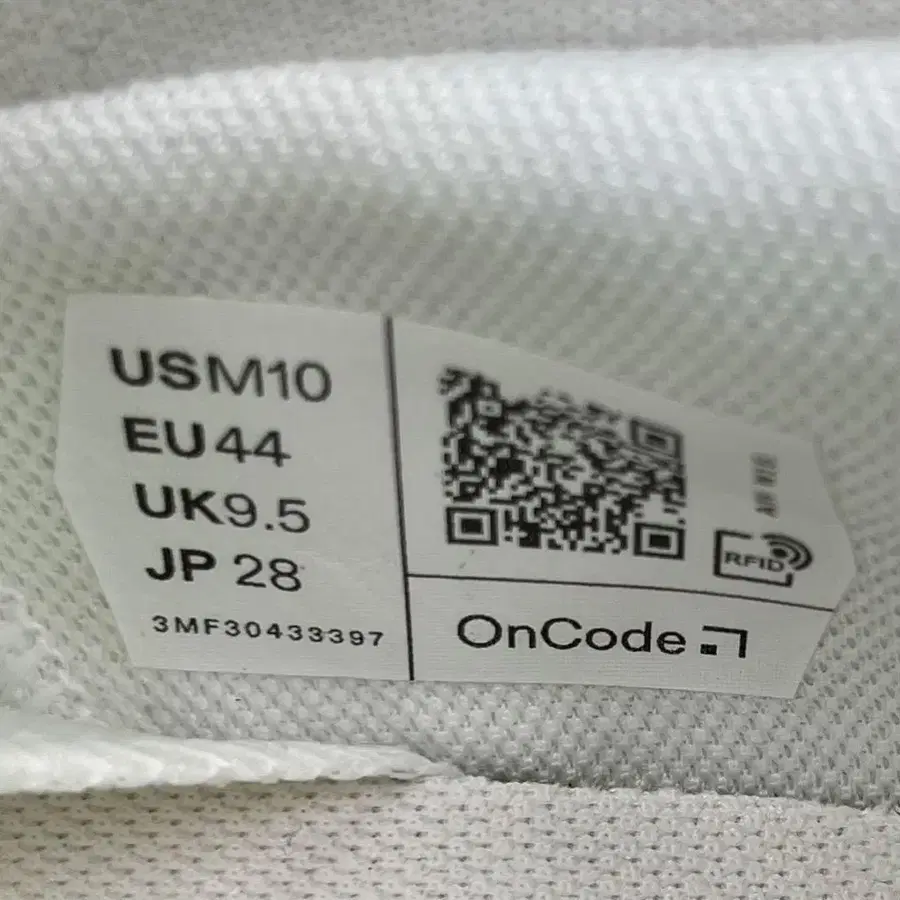 USM10
EU44
UK9.5
JP 28
3MF30433397
RFID
OnCode